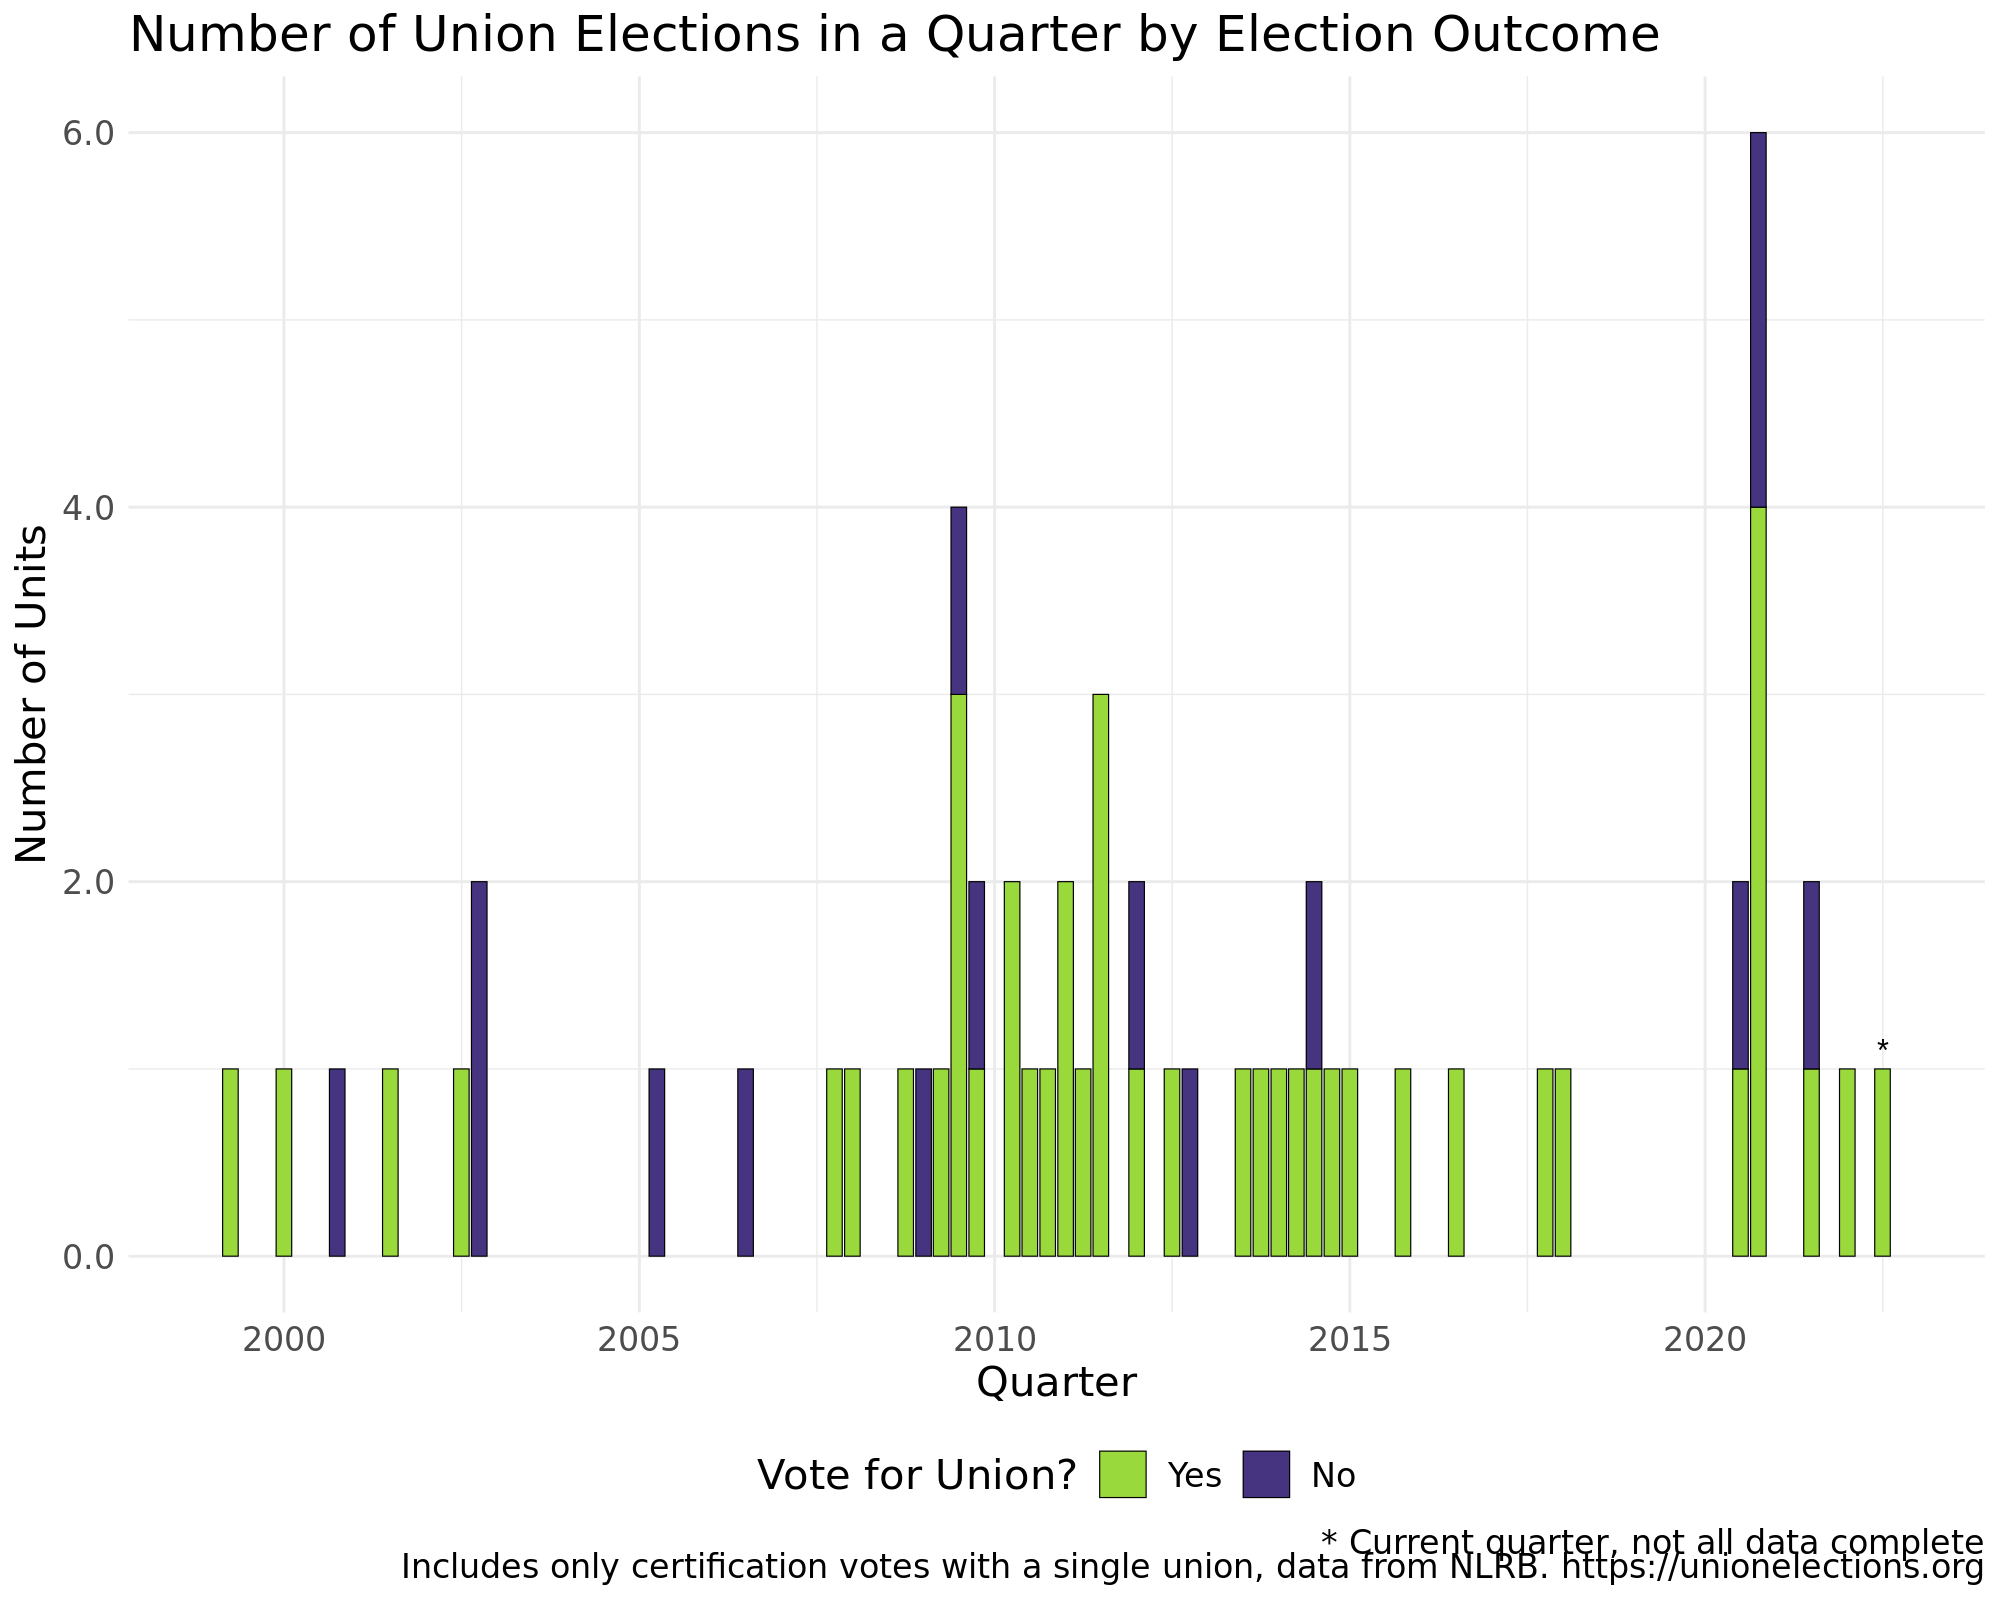 Number of Union Elections in a Quarter by Election Outcome
6.0
4.0
2.0
0.0
Number of Units
*
2000 2005 2010 2015 2020
Quarter
Vote for Union? Yes No
* Current quarter, not all data complete
Includes only certification votes with a single union, data from NLRB. https://unionelections.org